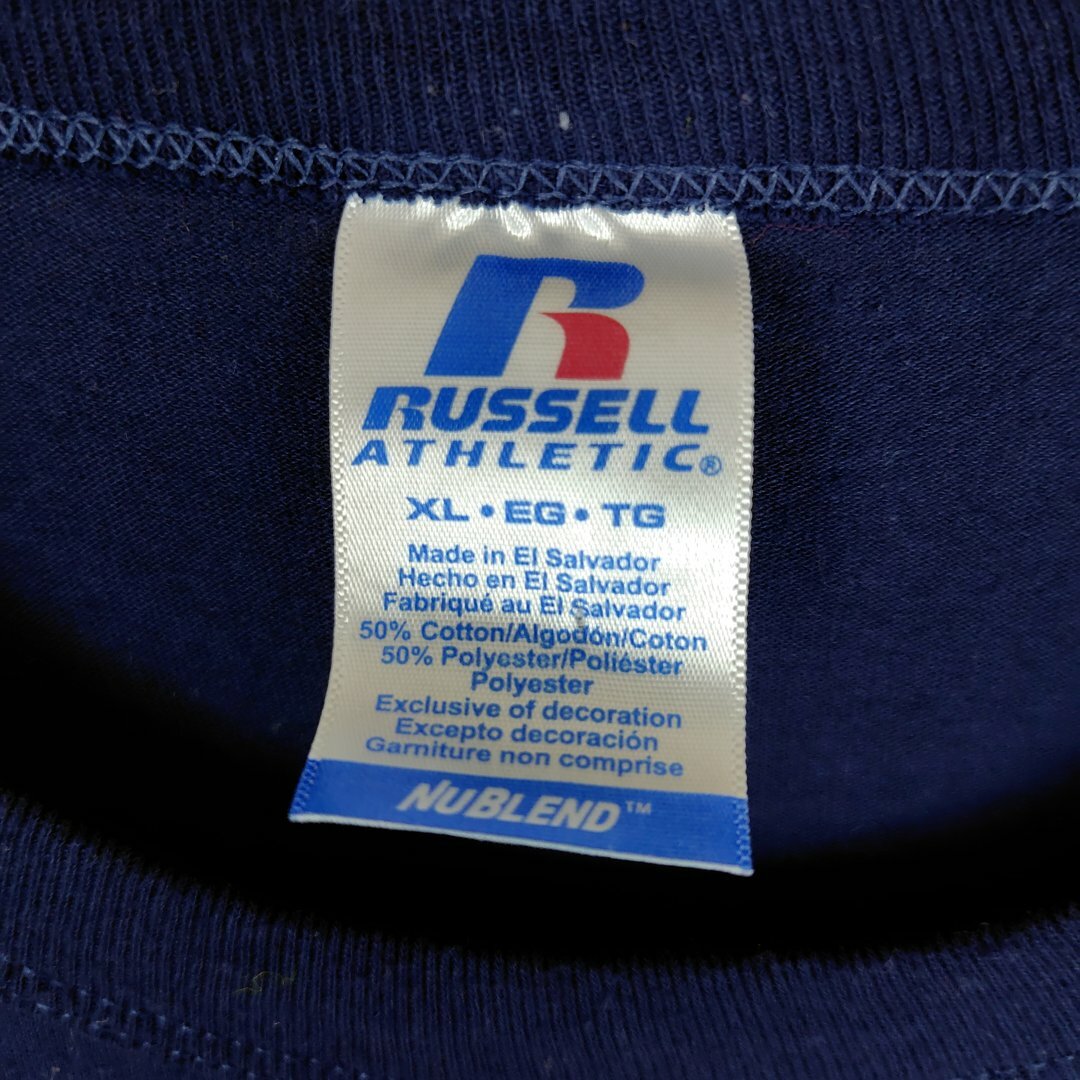 R
RUSSELL
ATHLETIC®
XL • EG • TG
Made in El Salvador
Hecho en El Salvador
Fabriqué au El Salvador
50% Cotton/Algodón/Coton
50% Polyester/Poliéster
Polyester
Exclusive of decoration
Excepto decoración
Garniture non comprise
NUBLEND™